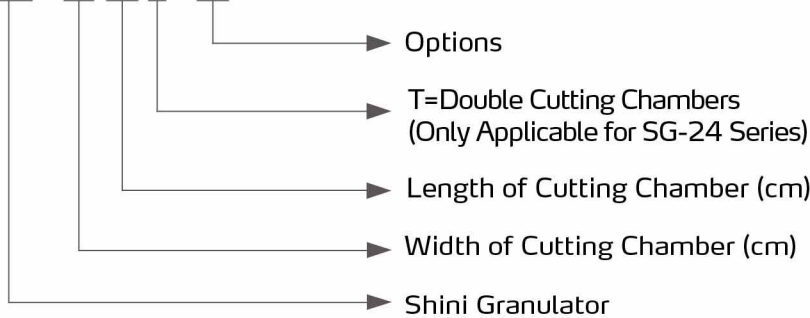 Options
T=Double Cutting Chambers
(Only Applicable for SG-24 Series)
Length of Cutting Chamber (cm)
Width of Cutting Chamber (cm)
Shini Granulator